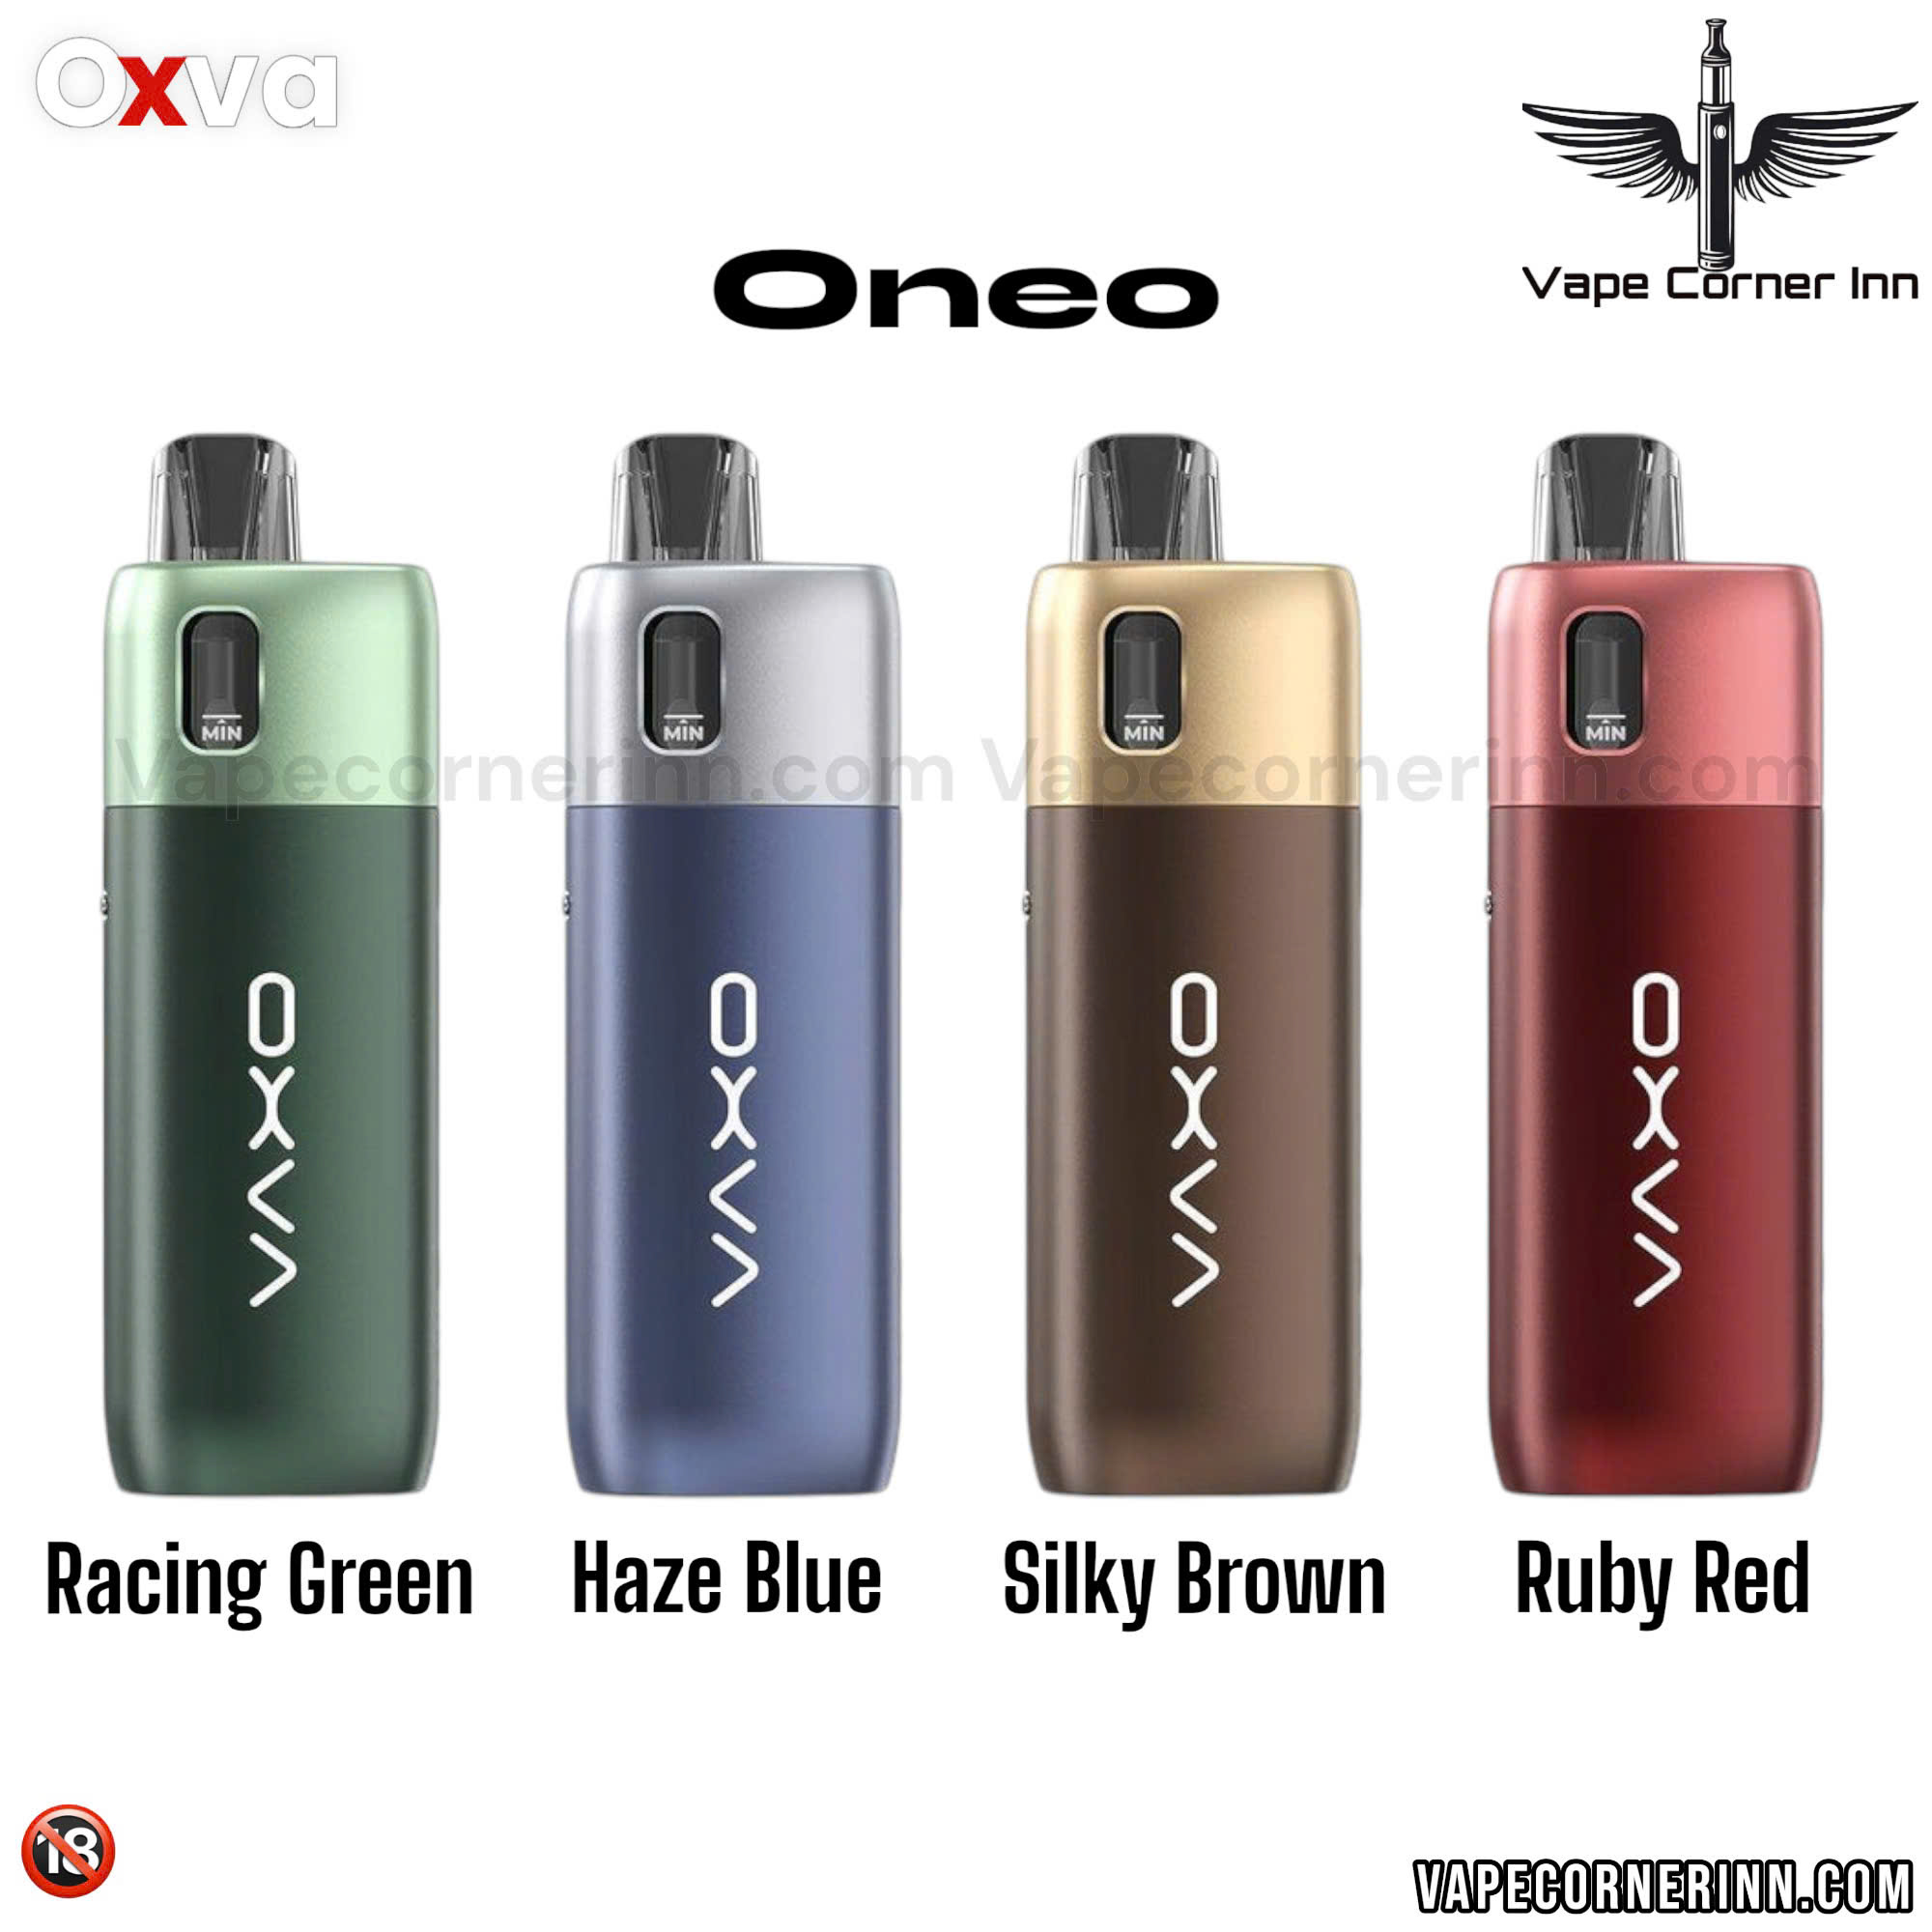 Oxva
Vape Corner Inn
Oneo
MIN
MIN
MIN
MIN
Vapecornerinn.com Vapecornerinn.com
OXVA
OXVA
OXVA
OXVA
Racing Green
Haze Blue
Silky Brown
Ruby Red
18
VAPECORNERINN.COM